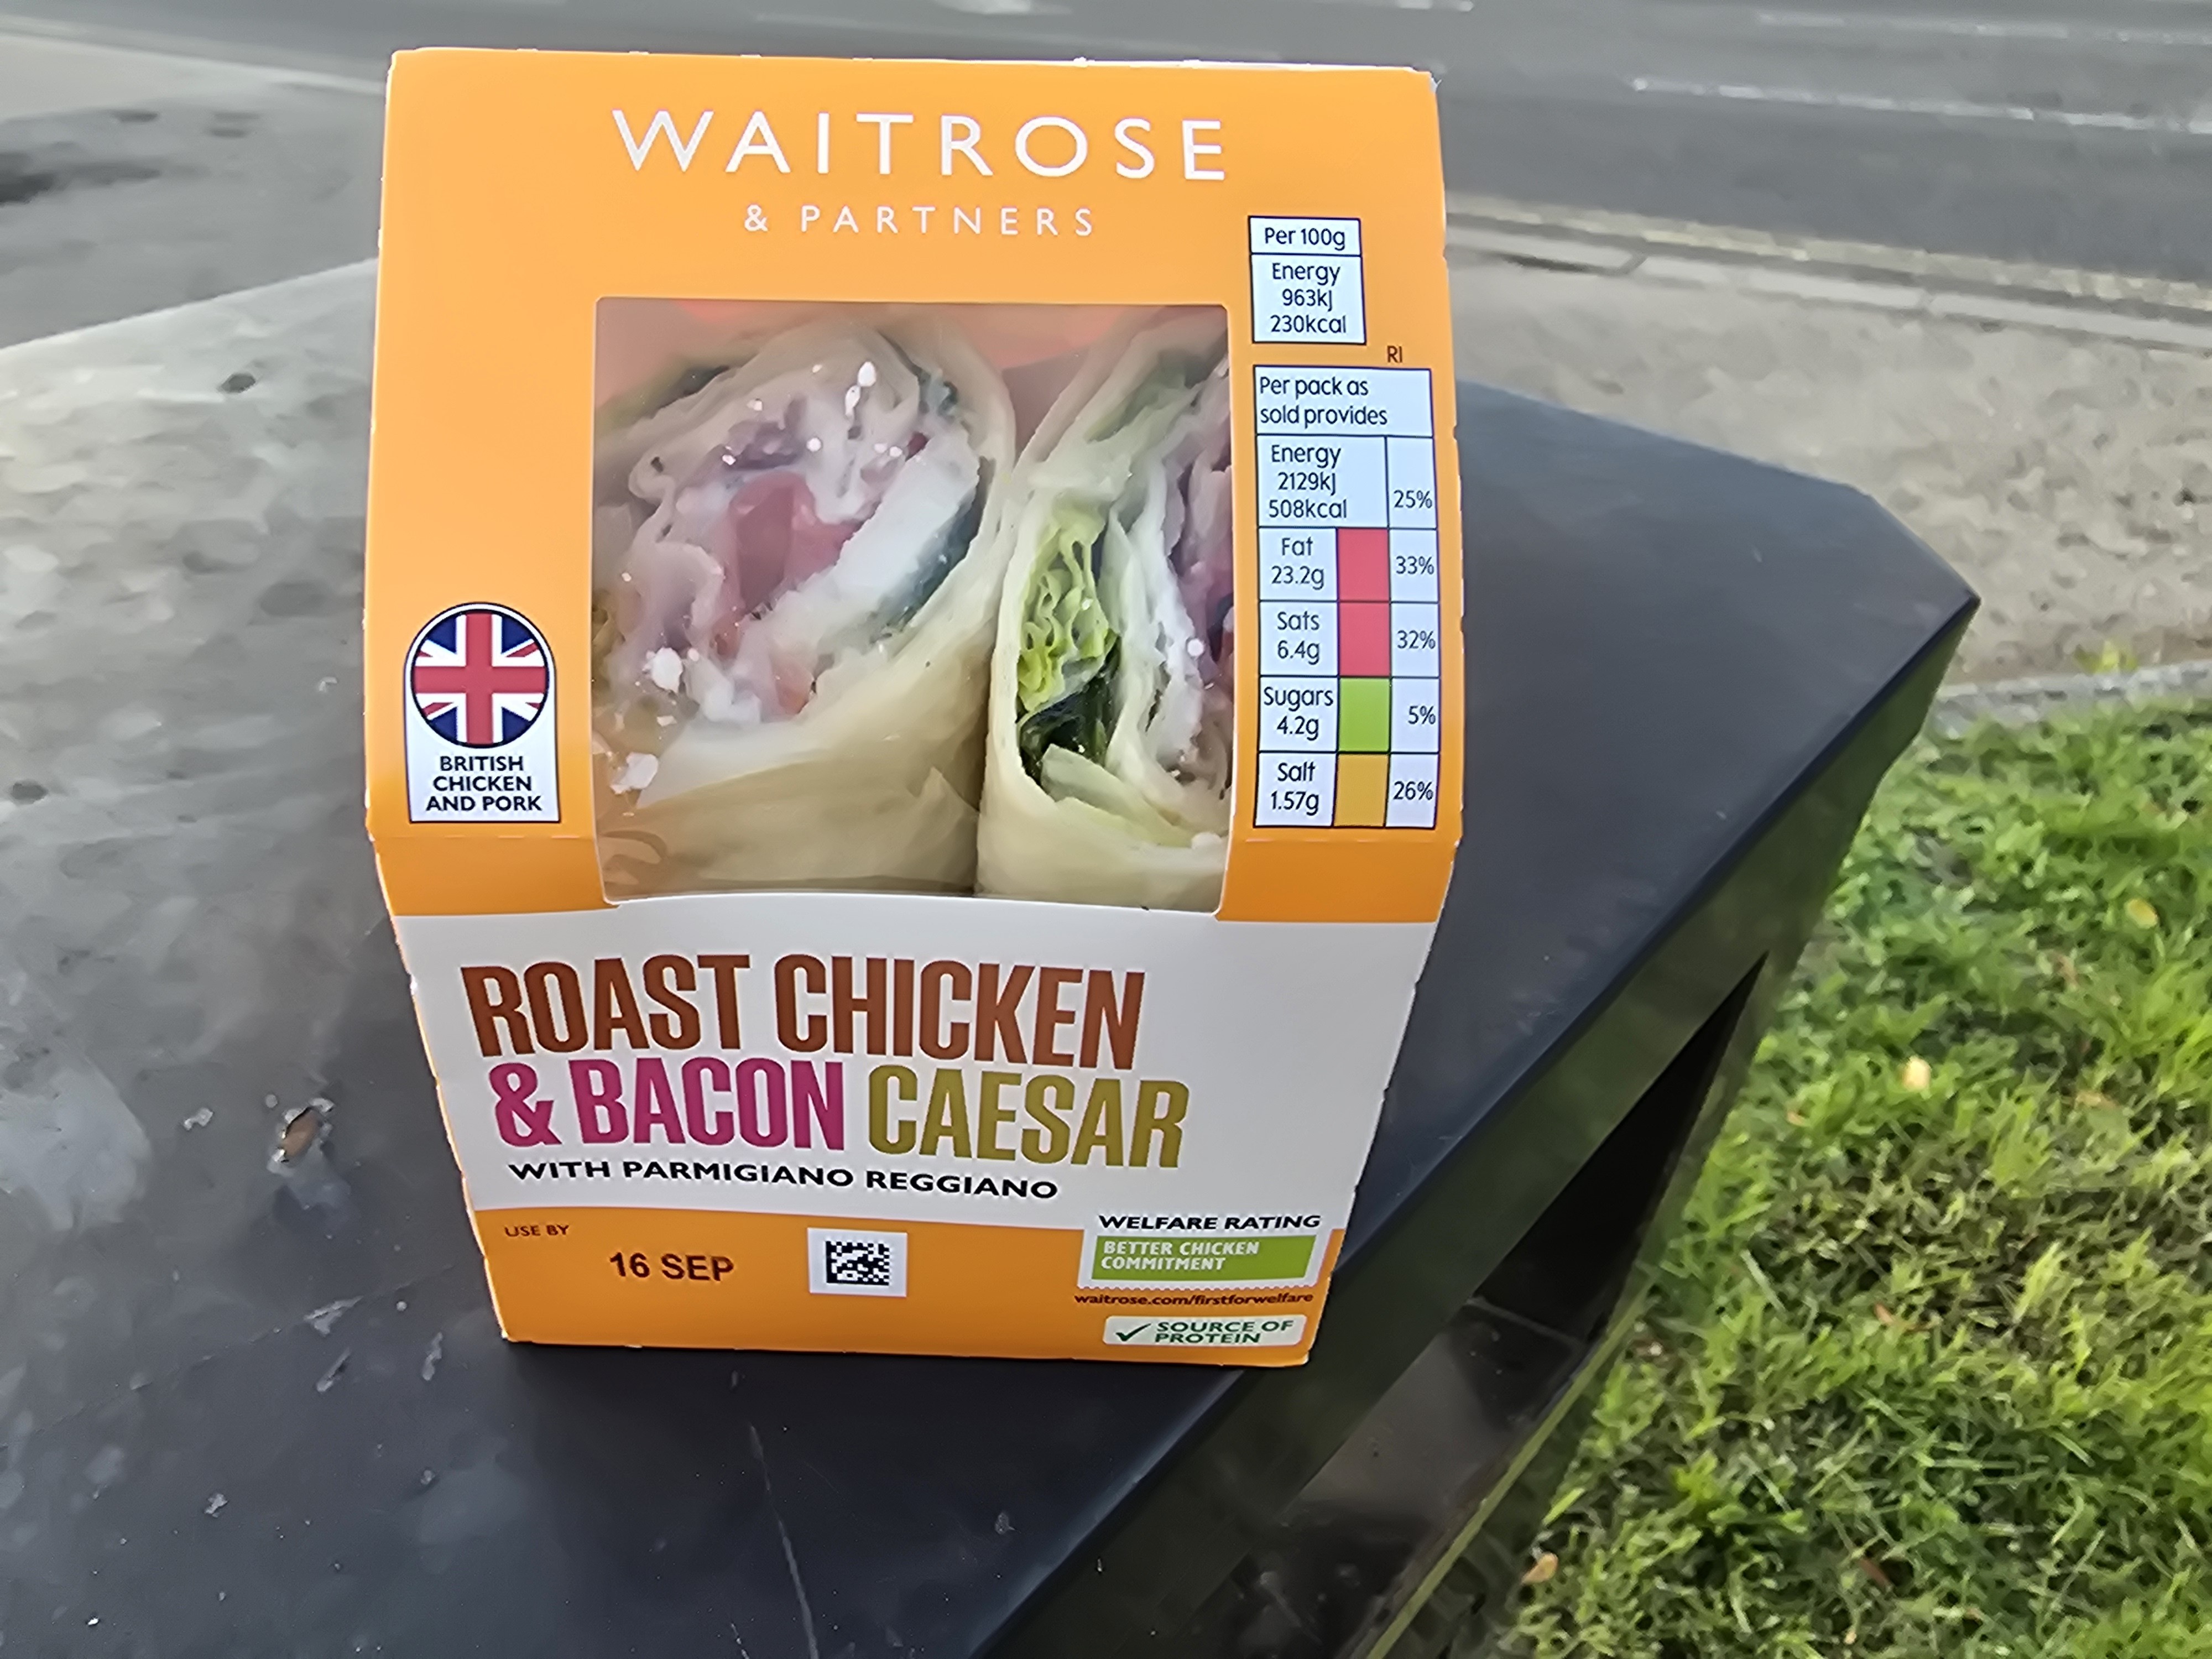 WAITROSE
& PARTNERS
Per 100g
Energy
963kJ
230kcal
RI
Per pack as
sold provides
Energy
2129kJ
508kcal
25%
Fat
23.2g
33%
Sats
6.4g
32%
Sugars
4.2g
5%
Salt
1.57g
26%
BRITISH
CHICKEN
AND PORK
ROAST CHICKEN
& BACON CAESAR
WITH PARMIGIANO REGGIANO
USE BY
16 SEP
WELFARE RATING
BETTER CHICKEN
COMMITMENT
waitrose.com/firstforwelfare
SOURCE OF
PROTEIN